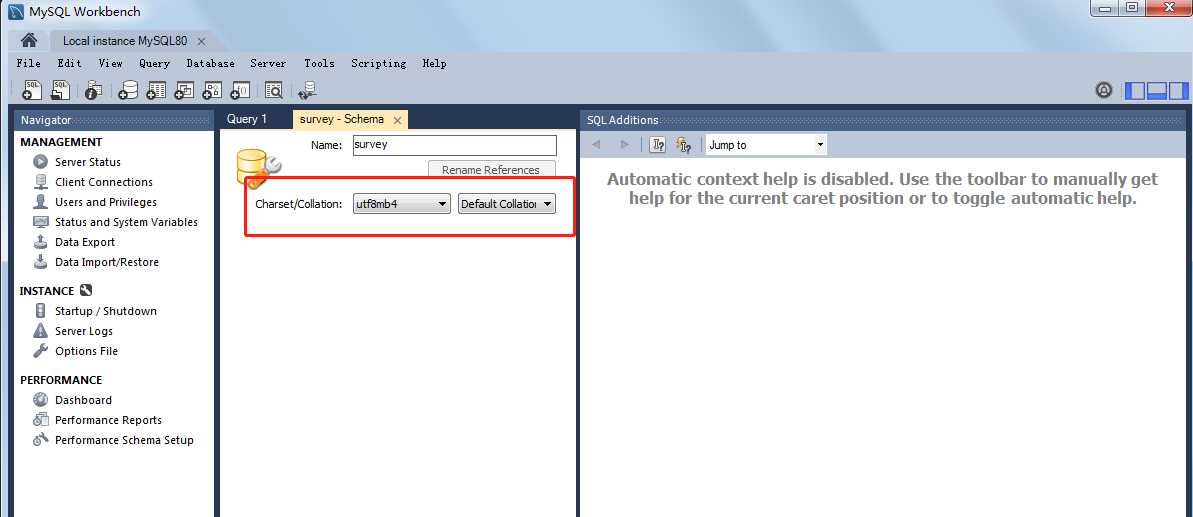 MySQL Workbench
Local instance MySQL80
File Edit View Query Database Server Tools Scripting Help
Navigator
MANAGEMENT
Server Status
Client Connections
Users and Privileges
Status and System Variables
Data Export
Data Import/Restore
INSTANCE
Startup / Shutdown
Server Logs
Options File
PERFORMANCE
Dashboard
Performance Reports
Performance Schema Setup
Query 1
survey - Schema
Name: survey
Rename References
Charset/Collation: utf8mb4 Default Collation
SQL Additions
Jump to
Automatic context help is disabled. Use the toolbar to manually get
help for the current caret position or to toggle automatic help.